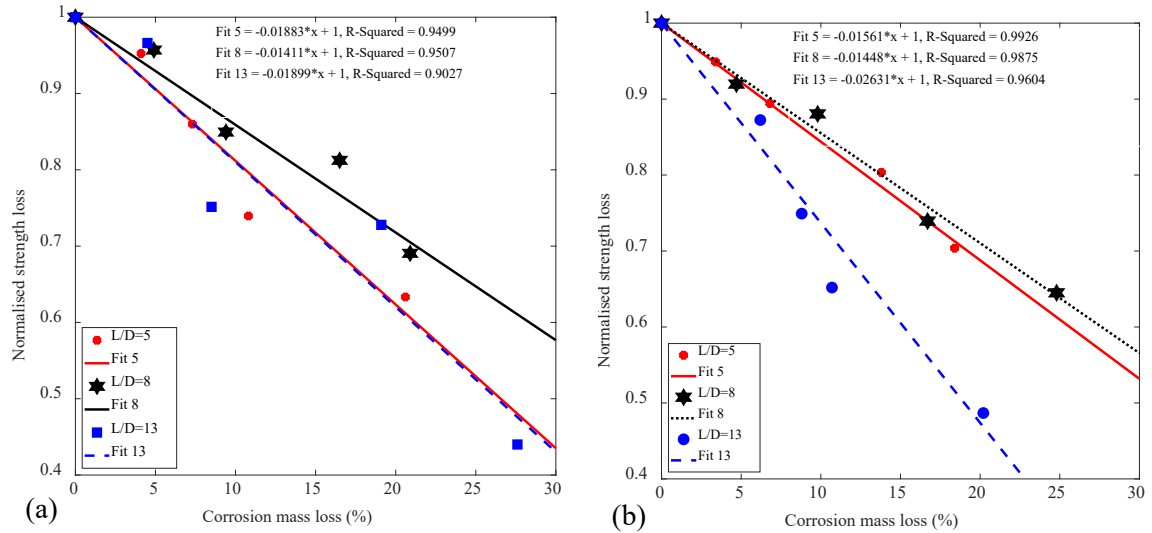 Fit 5 = -0.01883*x + 1, R-Squared = 0.9499
Fit 8 = -0.01411*x + 1, R-Squared = 0.9507
Fit 13 = -0.01899*x + 1, R-Squared = 0.9027
1
0.9
0.8
0.7
0.6
0.5
0.4
Normalised strength loss
L/D=5
Fit 5
L/D=8
Fit 8
L/D=13
Fit 13
0
5
10
15
20
25
30
Corrosion mass loss (%)
(a)
Fit 5 = -0.01561*x + 1, R-Squared = 0.9926
Fit 8 = -0.01448*x + 1, R-Squared = 0.9875
Fit 13 = -0.02631*x + 1, R-Squared = 0.9604
1
0.9
0.8
0.7
0.6
0.5
0.4
Normalised strength loss
L/D=5
Fit 5
L/D=8
Fit 8
L/D=13
Fit 13
0
5
10
15
20
25
30
Corrosion mass loss (%)
(b)